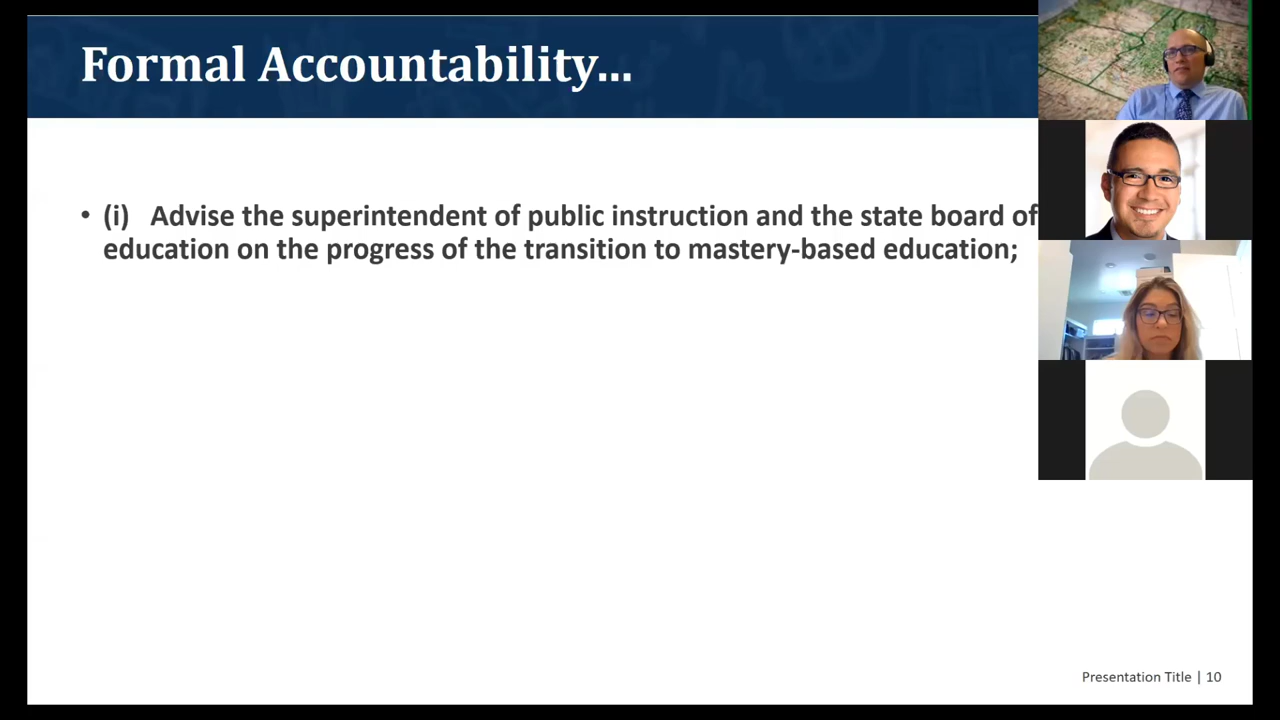 Formal Accountability...
• (i) Advise the superintendent of public instruction and the state board of
education on the progress of the transition to mastery-based education;
Presentation Title | 10